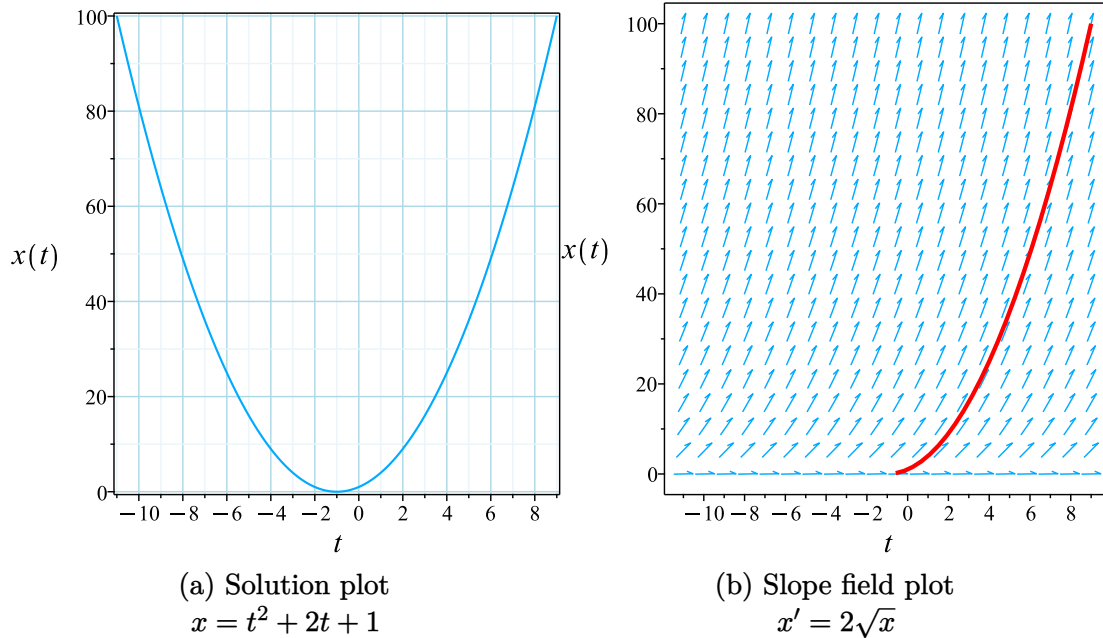 100
80
60
x(t)
40
20
0
−10 −8 −6 −4 −2 0 2 4 6 8
t
(a) Solution plot
x = t² + 2t + 1
100
80
60
x(t)
40
20
0
−10 −8 −6 −4 −2 0 2 4 6 8
t
(b) Slope field plot
x′ = 2√x